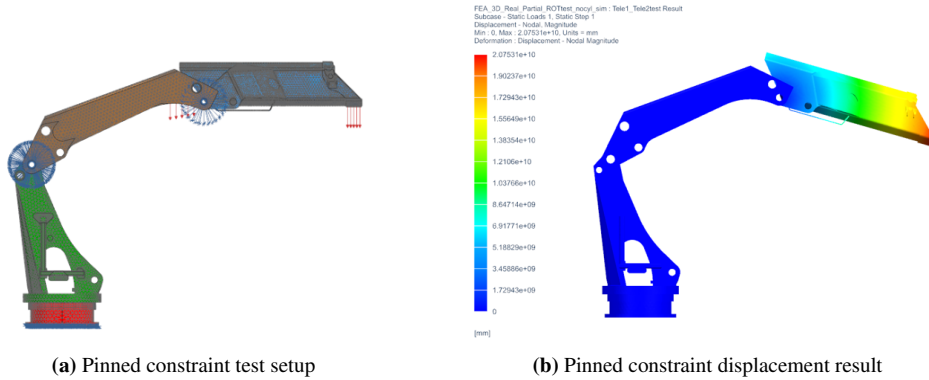 FEA_3D_Real_Partial_ROTtest_nocyl_sim : Tele1_Tele2test Result
Subcase - Static Loads 1, Static Step 1
Displacement - Nodal, Magnitude
Min : 0, Max : 2.07531e+10, Units = mm
Deformation : Displacement - Nodal Magnitude
2.07531e+10
1.90237e+10
1.72943e+10
1.55649e+10
1.38354e+10
1.2106e+10
1.03766e+10
8.64714e+09
6.91771e+09
5.18829e+09
3.45886e+09
1.72943e+09
0
[mm]
(a) Pinned constraint test setup
(b) Pinned constraint displacement result